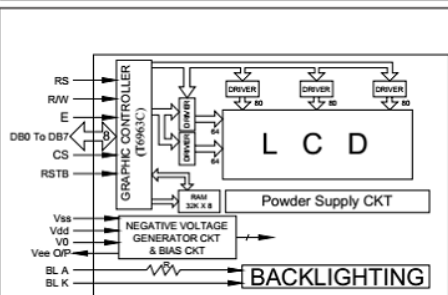 RS
R/W
E
DB0 To DB7
8
CS
RSTB
GRAPHIC CONTROLLER
(T6963C)
DRIVER
DRIVER
DRIVER
80
80
80
DRIVER
DRIVER
64
64
LCD
RAM
32K X 8
Powder Supply CKT
Vss
Vdd
V0
Vee O/P
NEGATIVE VOLTAGE
GENERATOR CKT
& BIAS CKT
BL A
BL K
R
BACKLIGHTING